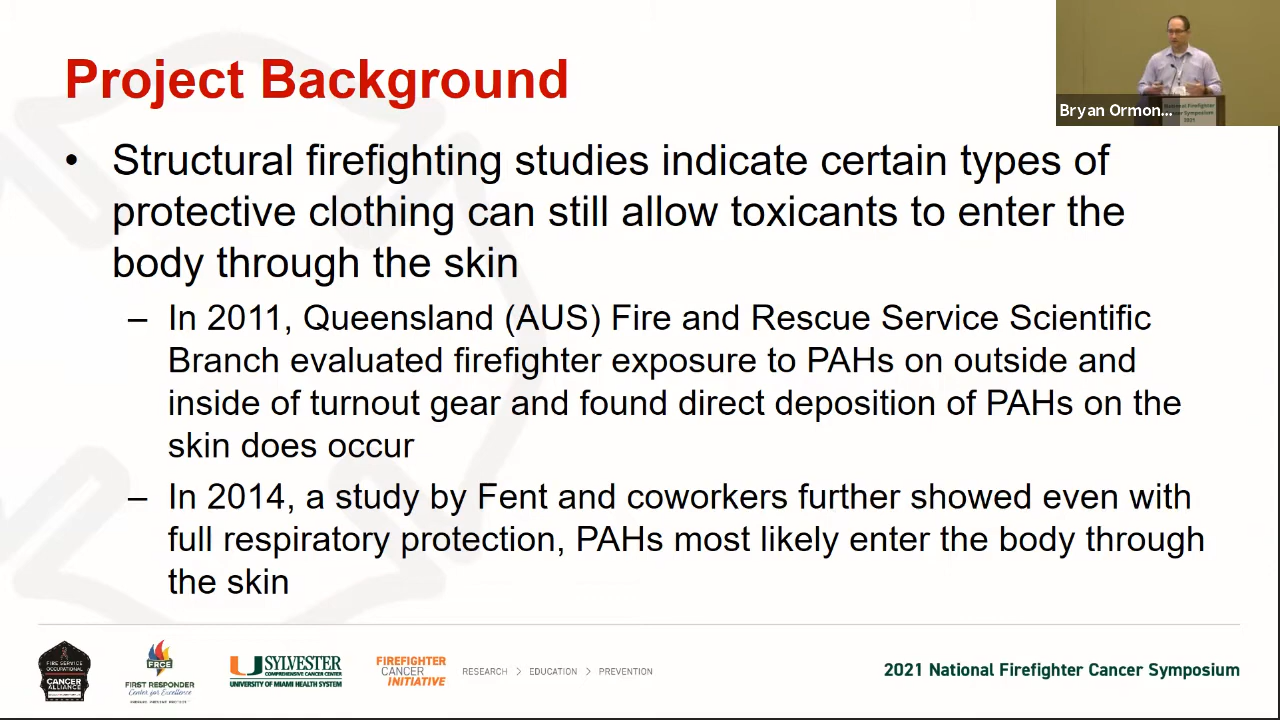 Project Background
• Structural firefighting studies indicate certain types of
protective clothing can still allow toxicants to enter the
body through the skin
– In 2011, Queensland (AUS) Fire and Rescue Service Scientific
Branch evaluated firefighter exposure to PAHs on outside and
inside of turnout gear and found direct deposition of PAHs on the
skin does occur
– In 2014, a study by Fent and coworkers further showed even with
full respiratory protection, PAHs most likely enter the body through
the skin
Bryan Ormon...
National Firefighter
Cancer Symposium
2021
FIRE SERVICE
OCCUPATIONAL
CANCER
ALLIANCE
FRCE
FIRST RESPONDER
Center for Excellence
SYLVESTER
COMPREHENSIVE CANCER CENTER
UNIVERSITY OF MIAMI HEALTH SYSTEM
FIREFIGHTER
CANCER
INITIATIVE
RESEARCH > EDUCATION > PREVENTION
2021 National Firefighter Cancer Symposium